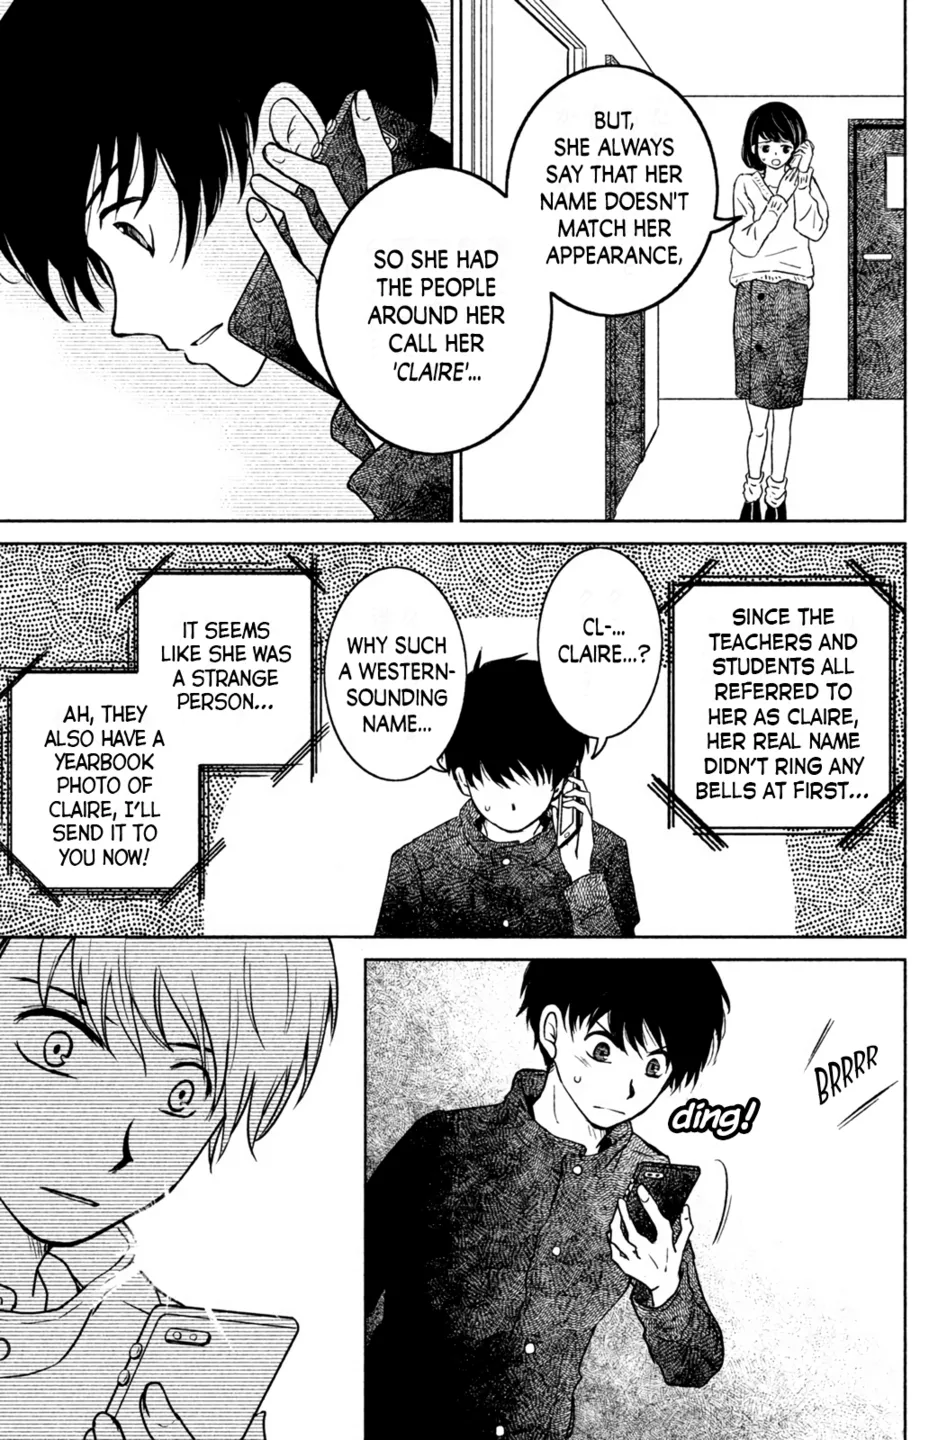 BUT,
SHE ALWAYS
SAY THAT HER
NAME DOESN'T
MATCH HER
APPEARANCE,
SO SHE HAD
THE PEOPLE
AROUND HER
CALL HER
'CLAIRE'...
SINCE THE
TEACHERS AND
STUDENTS ALL
REFERRED TO
HER AS CLAIRE,
HER REAL NAME
DIDN'T RING ANY
BELLS AT FIRST...
CL-...
CLAIRE...?
WHY SUCH
A WESTERN-
SOUNDING
NAME...
IT SEEMS
LIKE SHE WAS
A STRANGE
PERSON...
AH, THEY
ALSO HAVE A
YEARBOOK
PHOTO OF
CLAIRE, I'LL
SEND IT TO
YOU NOW!
BRRRR
ding!